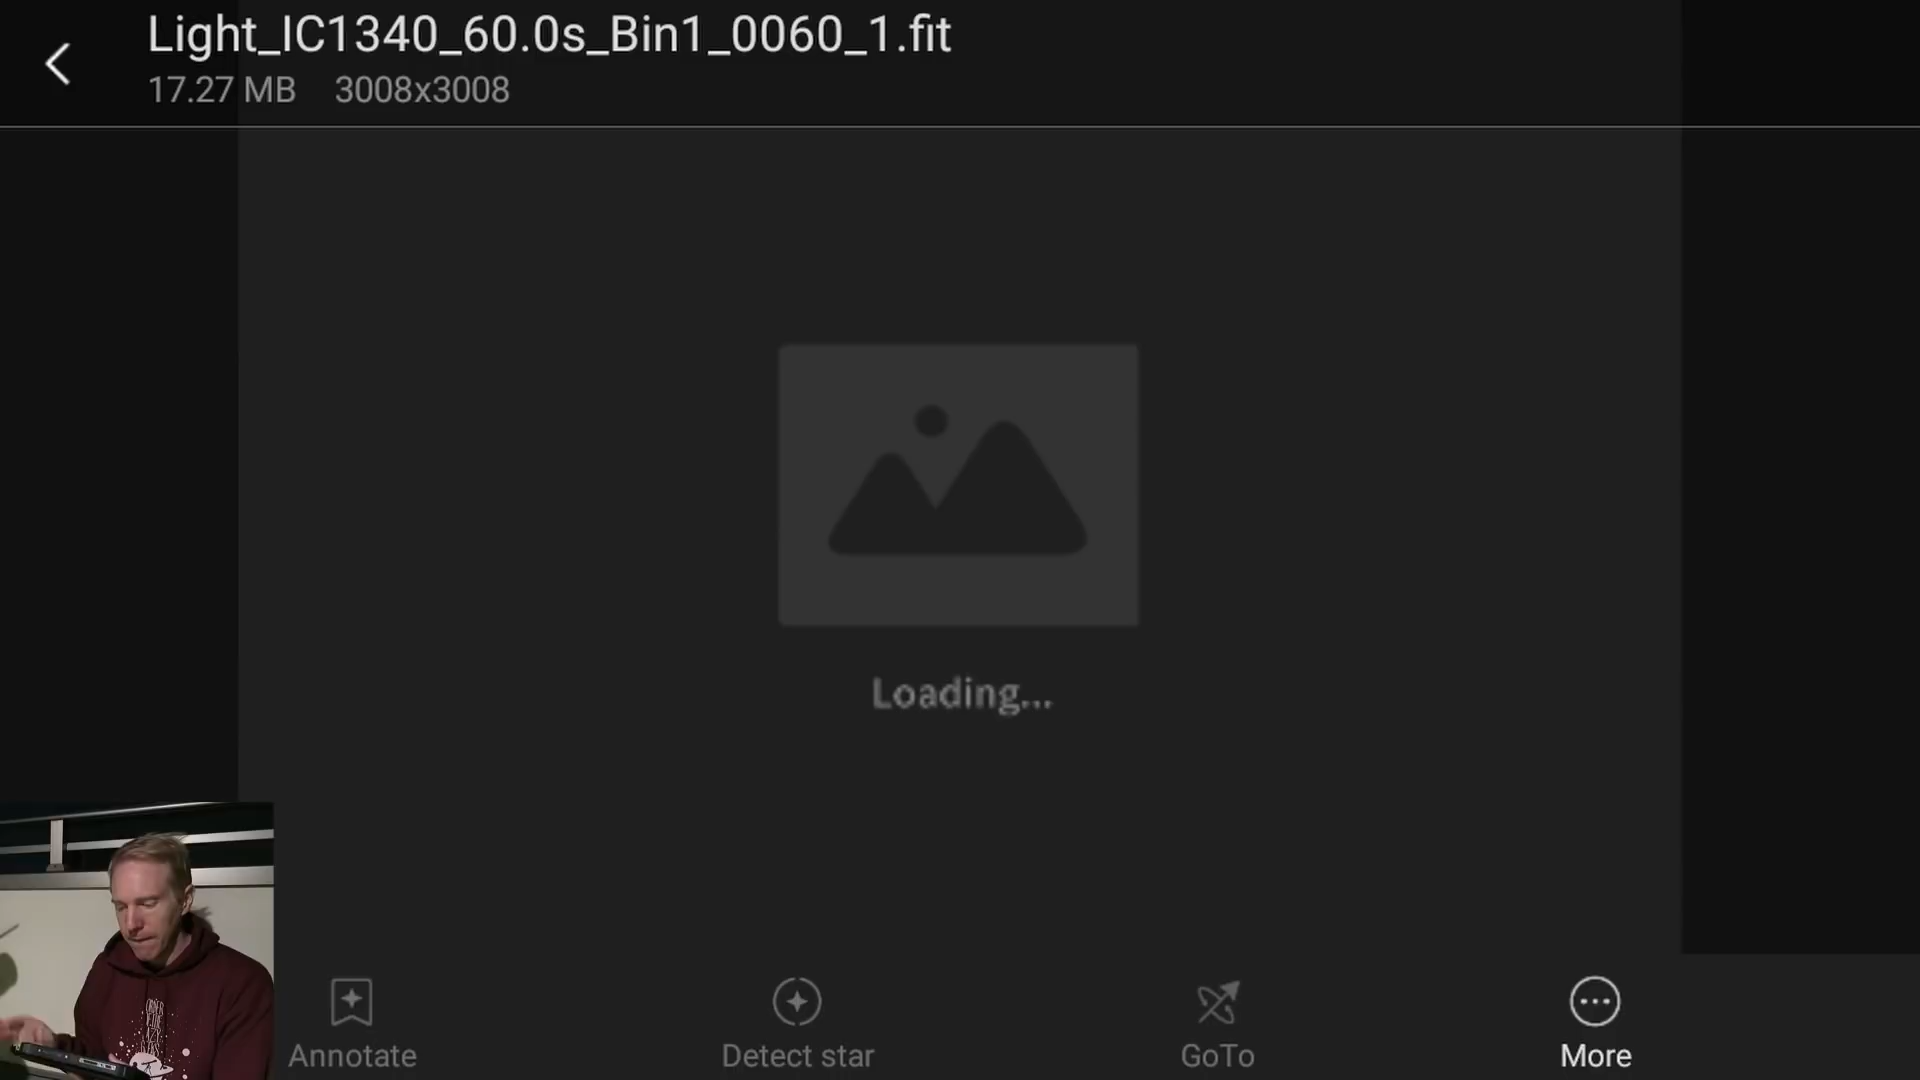 Light_IC1340_60.0s_Bin1_0060_1.fit
17.27 MB 3008x3008
Loading...
Annotate
Detect star
GoTo
More